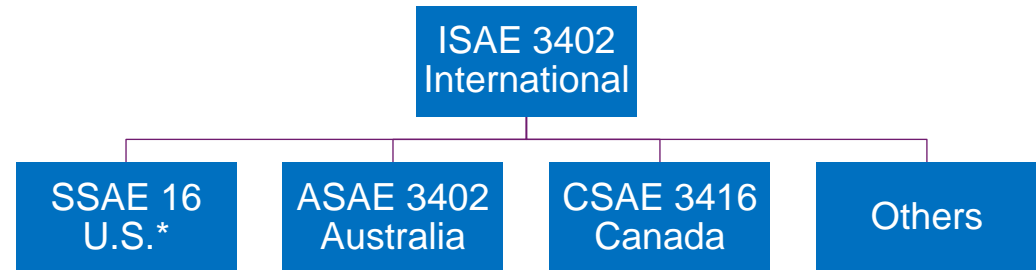 ISAE 3402
International
SSAE 16
U.S.*
ASAE 3402
Australia
CSAE 3416
Canada
Others